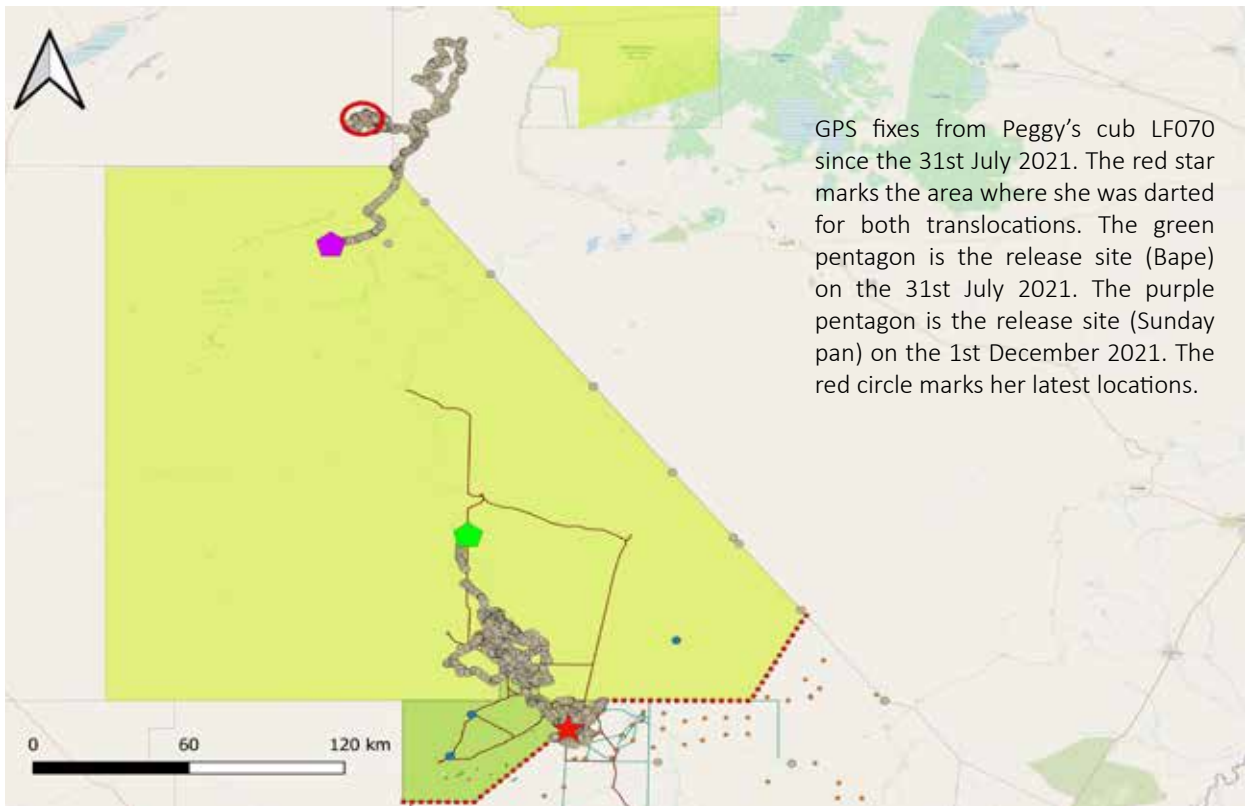 GPS fixes from Peggy's cub LF070
since the 31st July 2021. The red star
marks the area where she was darted
for both translocations. The green
pentagon is the release site (Bape)
on the 31st July 2021. The purple
pentagon is the release site (Sunday
pan) on the 1st December 2021. The
red circle marks her latest locations.
0 60 120 km